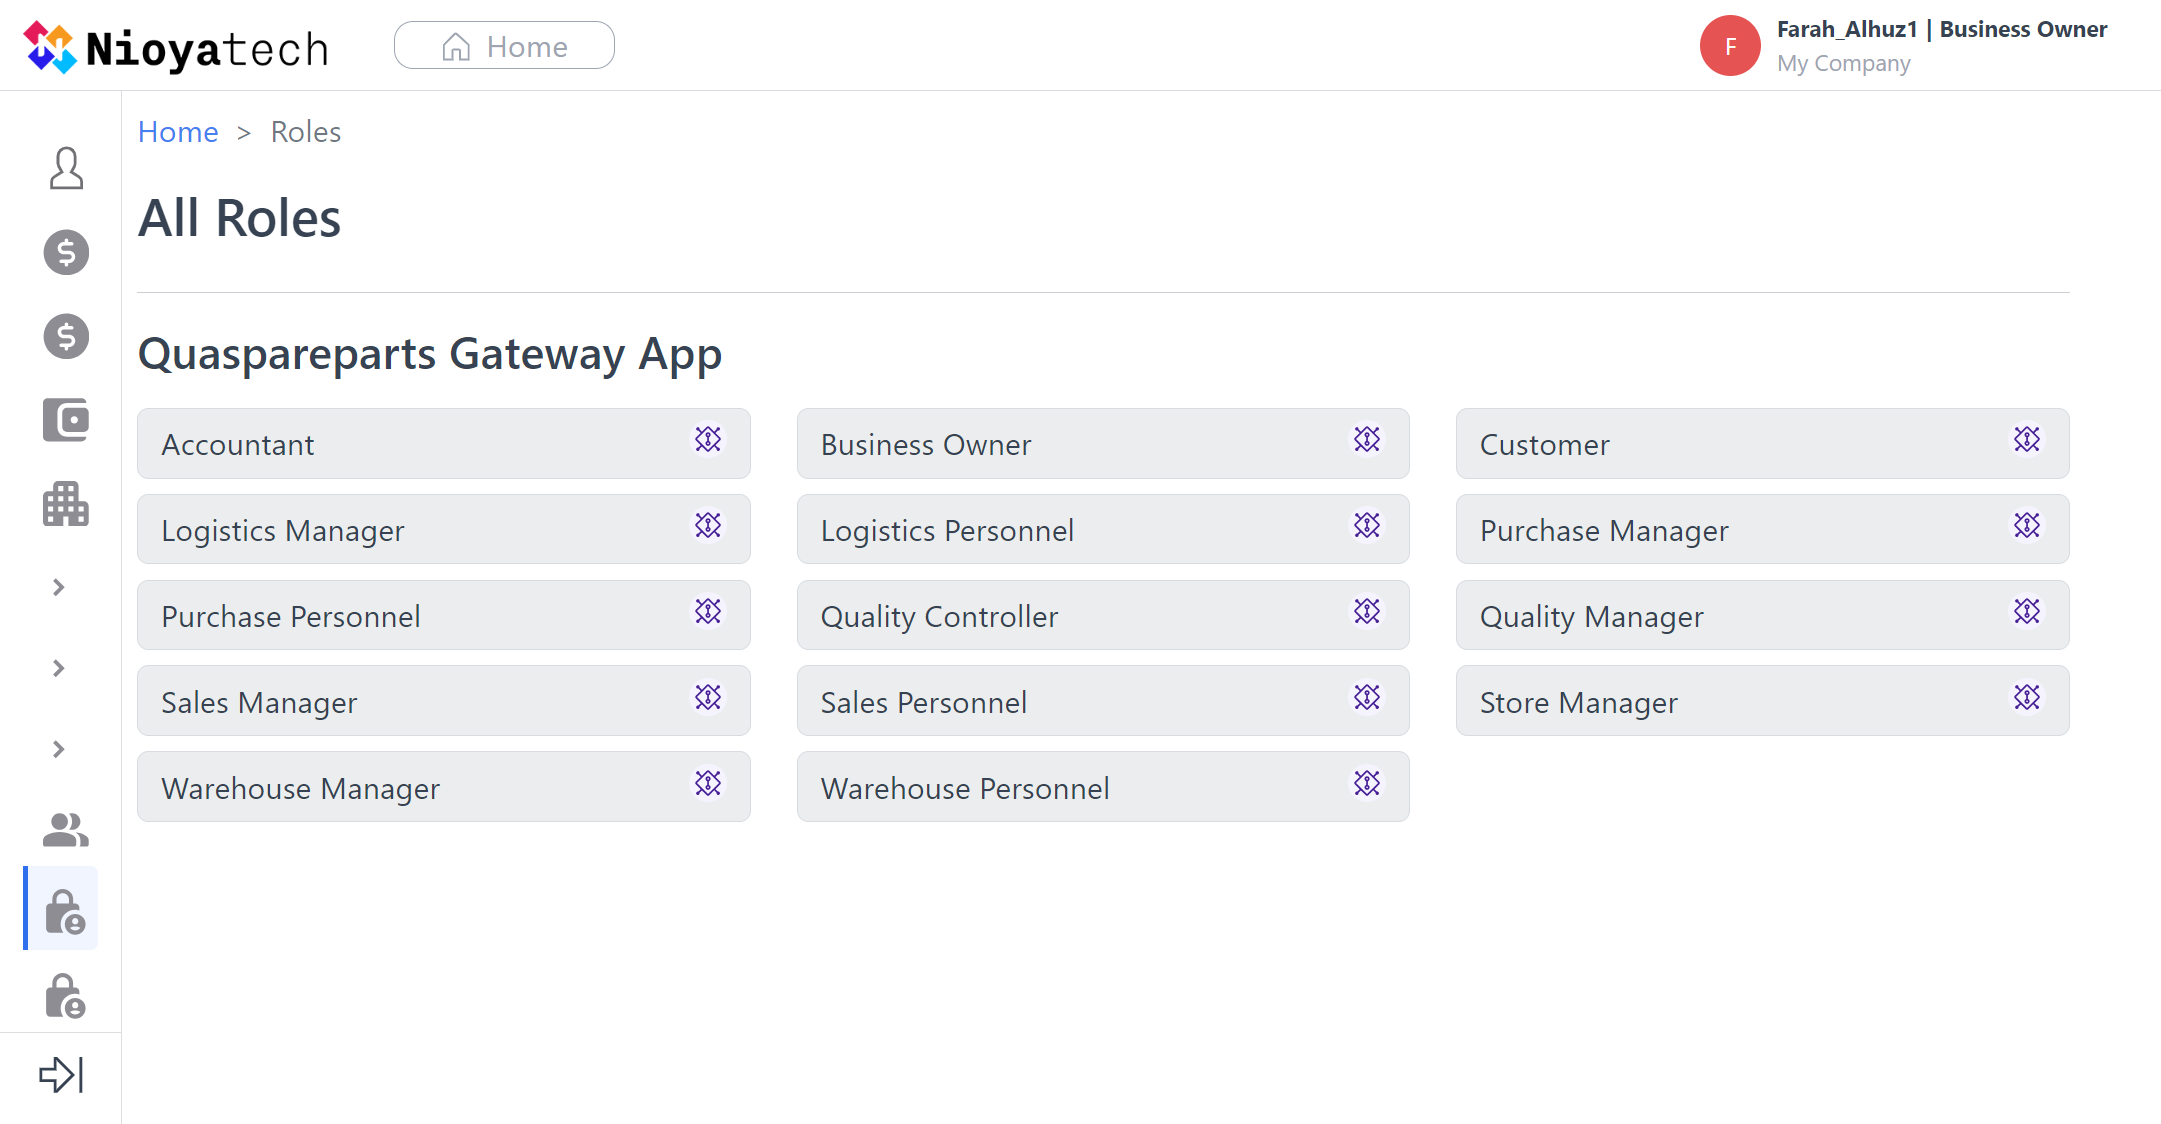 Nioyatech
Home
F
Farah_Alhuz1 | Business Owner
My Company
Home > Roles
All Roles
Quaspareparts Gateway App
Accountant
Business Owner
Customer
Logistics Manager
Logistics Personnel
Purchase Manager
Purchase Personnel
Quality Controller
Quality Manager
Sales Manager
Sales Personnel
Store Manager
Warehouse Manager
Warehouse Personnel